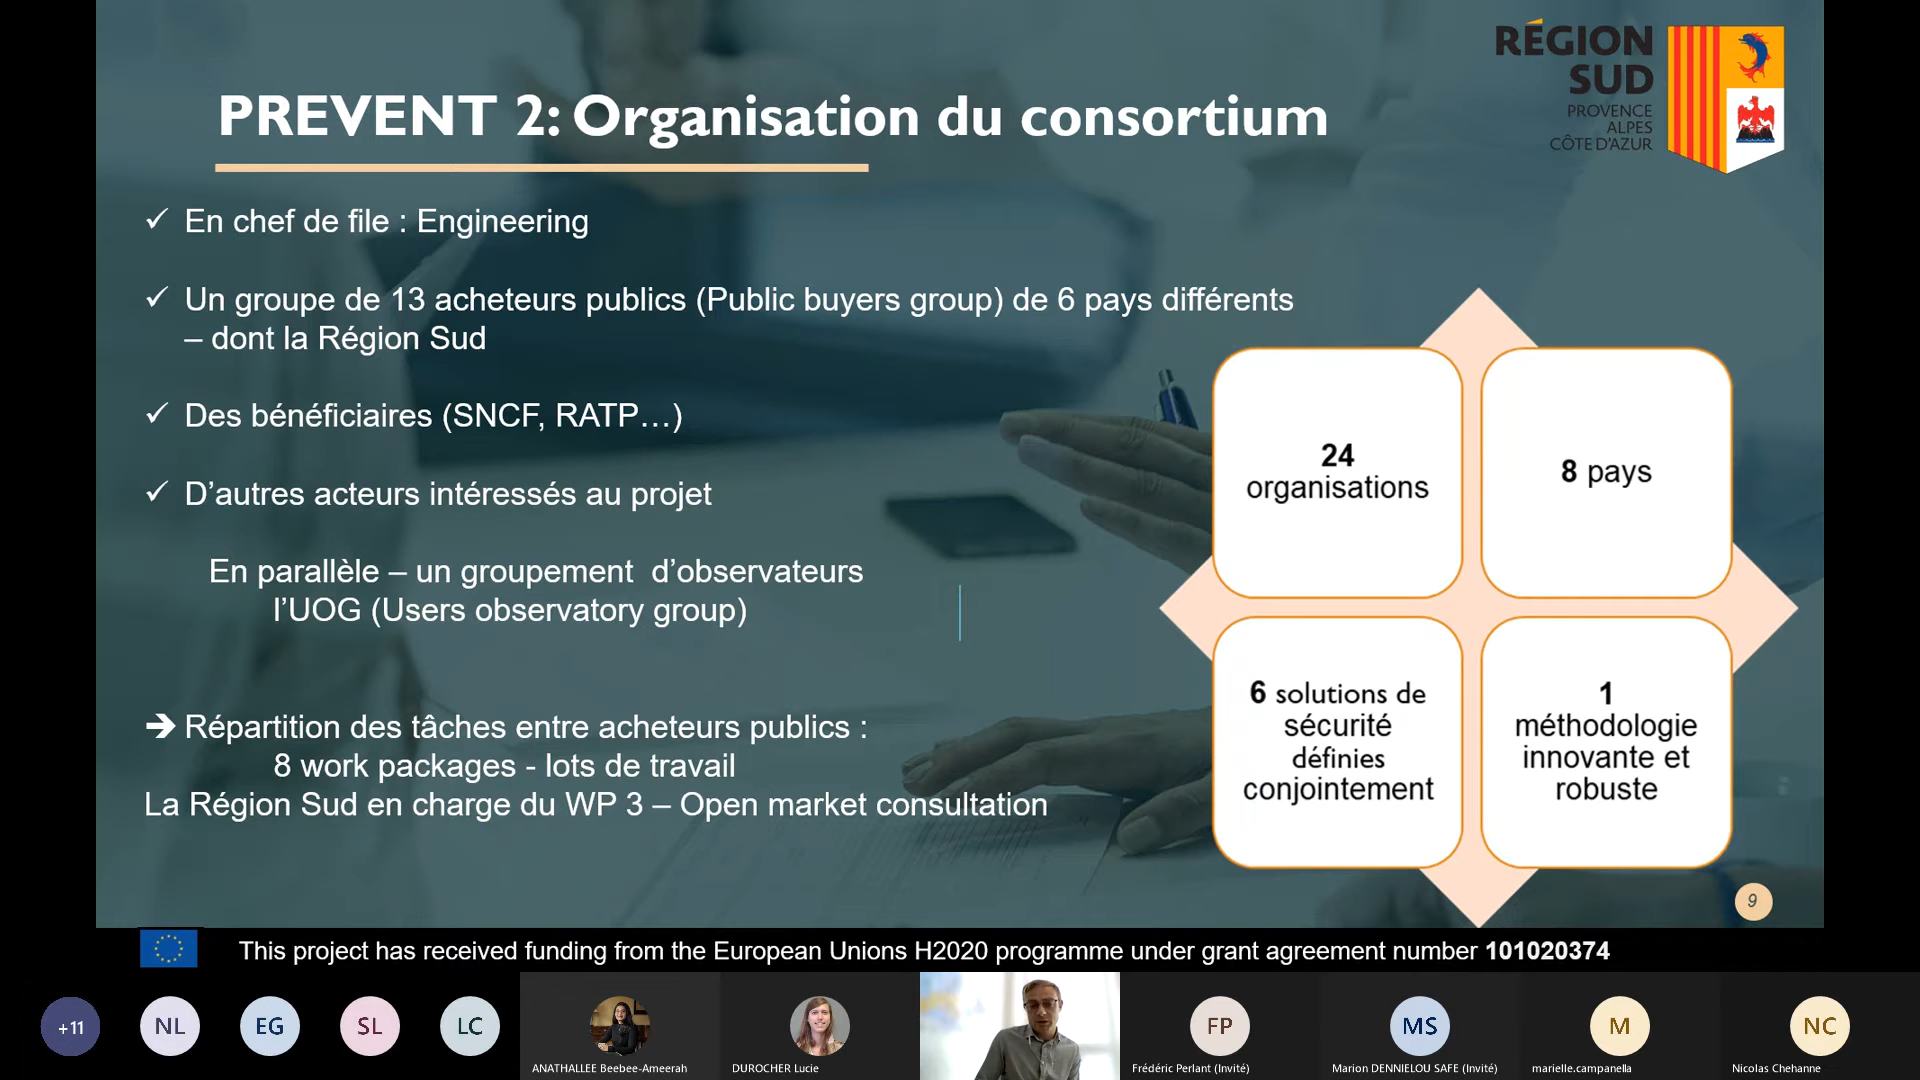 RÉGION
SUD
PROVENCE
ALPES
CÔTE D'AZUR
PREVENT 2: Organisation du consortium
✓ En chef de file : Engineering
✓ Un groupe de 13 acheteurs publics (Public buyers group) de 6 pays différents
– dont la Région Sud
✓ Des bénéficiaires (SNCF, RATP…)
✓ D’autres acteurs intéressés au projet
En parallèle – un groupement d’observateurs
l’UOG (Users observatory group)
➔ Répartition des tâches entre acheteurs publics :
8 work packages - lots de travail
La Région Sud en charge du WP 3 – Open market consultation
24
organisations
8 pays
6 solutions de
sécurité
définies
conjointement
1
méthodologie
innovante et
robuste
9
This project has received funding from the European Unions H2020 programme under grant agreement number 101020374
+11
NL
EG
SL
LC
ANATHALLEE Beebee-Ameerah
DUROCHER Lucie
FP
Frédéric Perlant (Invité)
MS
Marion DENNIELOU SAFE (Invité)
M
marielle.campanella
NC
Nicolas Chehanne